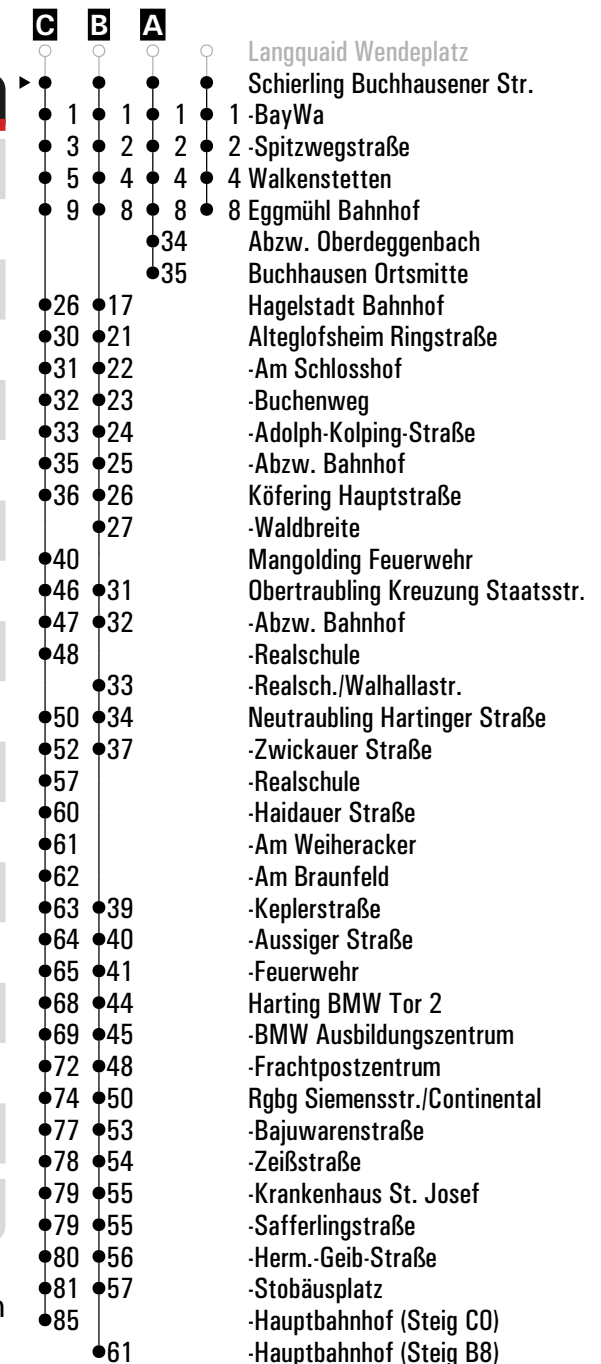 C B A
Langquaid Wendeplatz
Schierling Buchhausener Str.
1 1 1 1 -BayWa
3 2 2 2 -Spitzwegstraße
5 4 4 4 Walkenstetten
9 8 8 8 Eggmühl Bahnhof
34 Abzw. Oberdeggenbach
35 Buchhausen Ortsmitte
26 17 Hagelstadt Bahnhof
30 21 Alteglofsheim Ringstraße
31 22 -Am Schlosshof
32 23 -Buchenweg
33 24 -Adolph-Kolping-Straße
35 25 -Abzw. Bahnhof
36 26 Köfering Hauptstraße
27 -Waldbreite
40 Mangolding Feuerwehr
46 31 Obertraubling Kreuzung Staatsstr.
47 32 -Abzw. Bahnhof
48 -Realschule
33 -Realsch./Walhallastr.
50 34 Neutraubling Hartinger Straße
52 37 -Zwickauer Straße
57 -Realschule
60 -Haidauer Straße
61 -Am Weiheracker
62 -Am Braunfeld
63 39 -Keplerstraße
64 40 -Aussiger Straße
65 41 -Feuerwehr
68 44 Harting BMW Tor 2
69 45 -BMW Ausbildungszentrum
72 48 -Frachtpostzentrum
74 50 Rgbg Siemensstr./Continental
77 53 -Bajuwarenstraße
78 54 -Zeißstraße
79 55 -Krankenhaus St. Josef
79 55 -Safferlingstraße
80 56 -Herm.-Geib-Straße
81 57 -Stobäusplatz
85 -Hauptbahnhof (Steig C0)
61 -Hauptbahnhof (Steig B8)